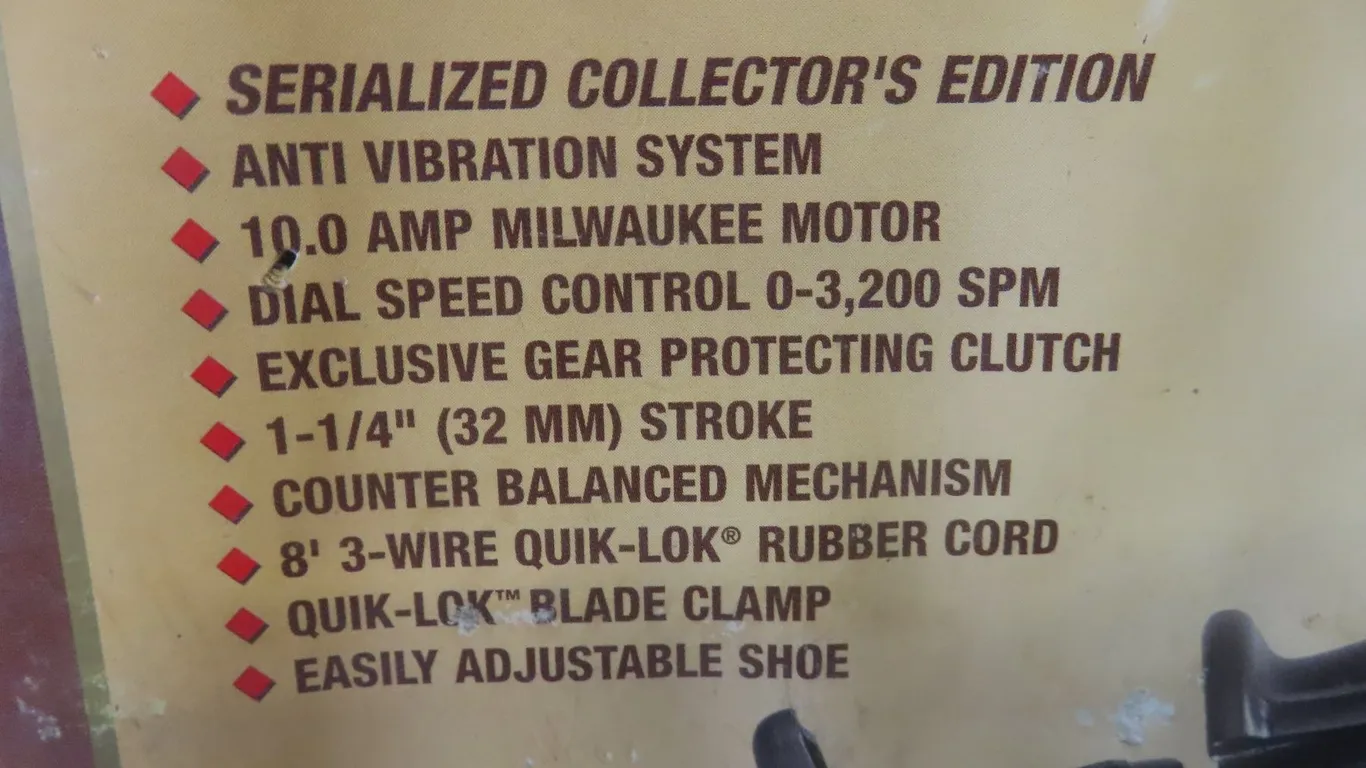 SERIALIZED COLLECTOR'S EDITION
ANTI VIBRATION SYSTEM
10.0 AMP MILWAUKEE MOTOR
DIAL SPEED CONTROL 0-3,200 SPM
EXCLUSIVE GEAR PROTECTING CLUTCH
1-1/4" (32 MM) STROKE
COUNTER BALANCED MECHANISM
8' 3-WIRE QUIK-LOK® RUBBER CORD
QUIK-LOK™ BLADE CLAMP
EASILY ADJUSTABLE SHOE